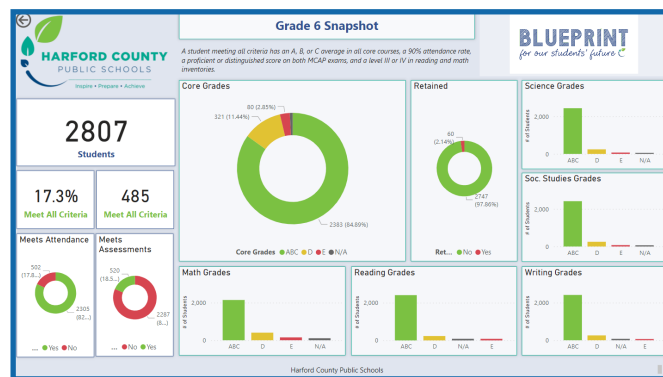 Grade 6 Snapshot
HARFORD COUNTY
PUBLIC SCHOOLS
Inspire • Prepare • Achieve
A student meeting all criteria has an A, B, or C average in all core courses, a 90% attendance rate,
a proficient or distinguished score on both MCAP exams, and a level III or IV in reading and math
inventories.
BLUEPRINT
for our students' future
2807
Students
17.3%
Meet All Criteria
485
Meet All Criteria
Meets Attendance
502
(17.8...)
2305
(82...)
... Yes No
Meets
Assessments
520
(18.5...)
2287
(8...)
... No Yes
Core Grades
80 (2.85%)
321 (11.44%)
2383 (84.89%)
Core Grades ABC D E N/A
Retained
60
(2.14%)
2747
(97.86%)
Ret... No Yes
Science Grades
# of Students
2,000
0
ABC D E N/A
Soc. Studies Grades
# of Students
2,000
0
ABC D E N/A
Math Grades
# of Students
2,000
0
ABC D E N/A
Reading Grades
# of Students
2,000
0
ABC D N/A E
Writing Grades
# of Students
2,000
0
ABC D E N/A
Harford County Public Schools